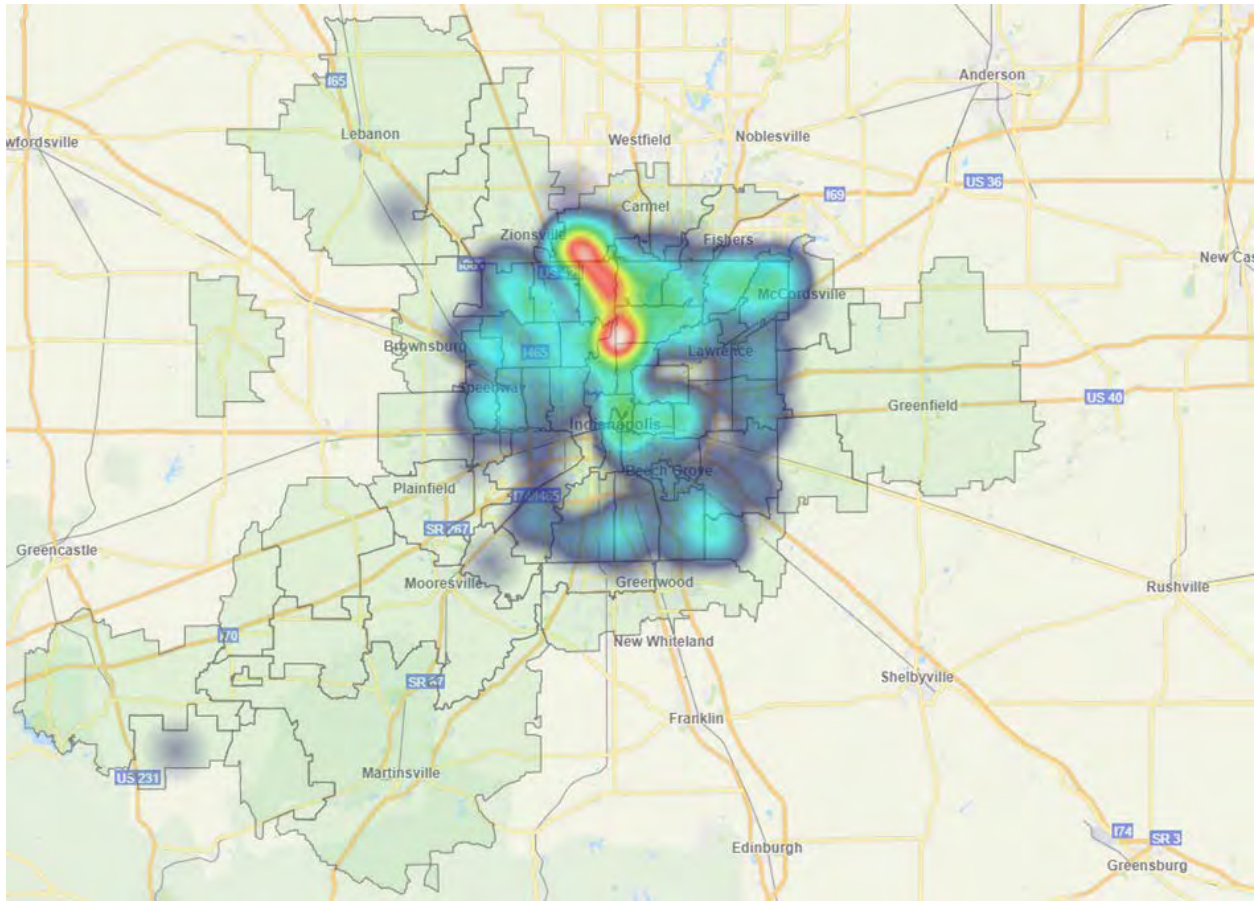 Anderson
I65
Lebanon
Noblesville
Westfield
wfordsville
US 36
I69
Carmel
Zionsville
Fishers
New Cas
McCordsville
Brownsburg
I465
Lawrence
Speedway
US 40
Greenfield
Indianapolis
Beech Grove
Plainfield
SR 267
Greencastle
Mooresville
Greenwood
Rushville
I70
New Whiteland
Shelbyville
SR 67
Franklin
US 231
Martinsville
I74
SR 3
Edinburgh
Greensburg